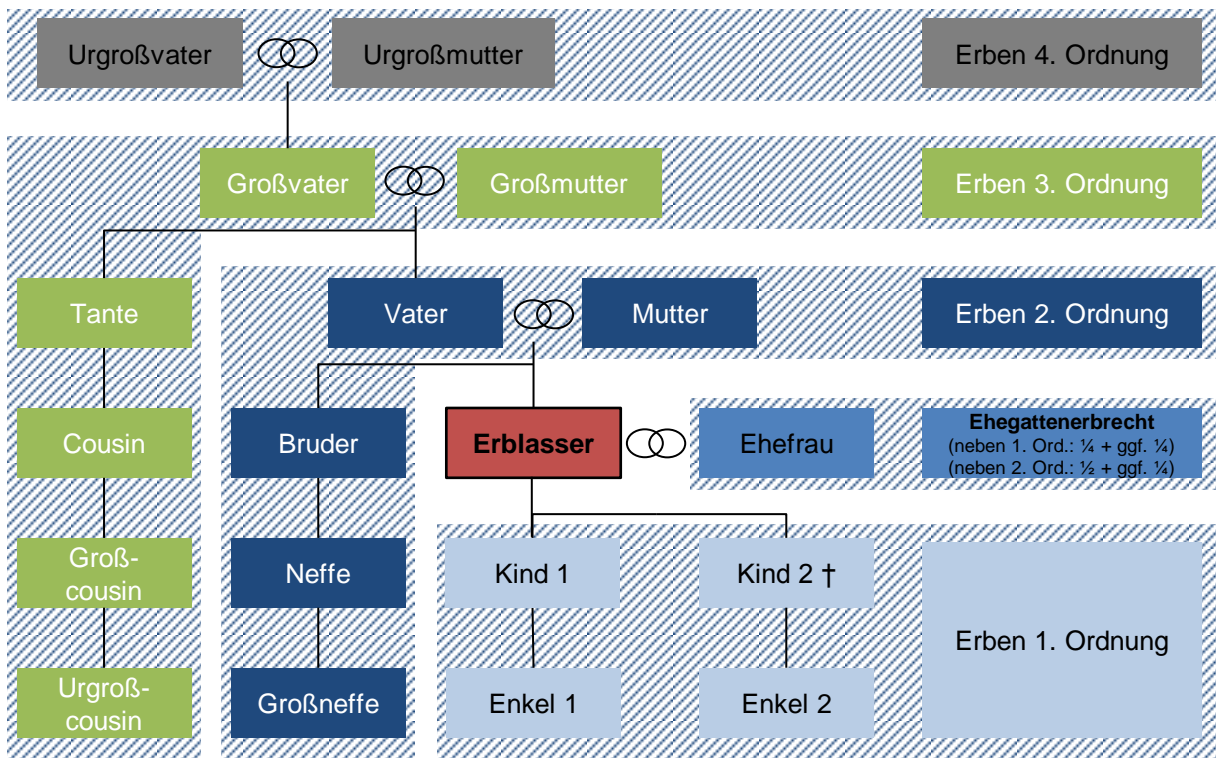 Urgroßvater
Urgroßmutter
Erben 4. Ordnung
Großvater
Großmutter
Erben 3. Ordnung
Tante
Vater
Mutter
Erben 2. Ordnung
Cousin
Bruder
Erblasser
Ehefrau
Ehegattenerbrecht
(neben 1. Ord.: ¼ + ggf. ¼)
(neben 2. Ord.: ½ + ggf. ¼)
Groß-
cousin
Neffe
Kind 1
Kind 2 †
Erben 1. Ordnung
Urgroß-
cousin
Großneffe
Enkel 1
Enkel 2